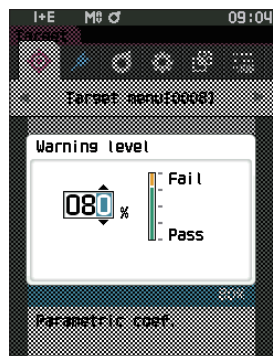 I+E M0 09:04
Target
Target menu[0008]
Warning level
Fail
080 %
Pass
80%
Parametric coef.